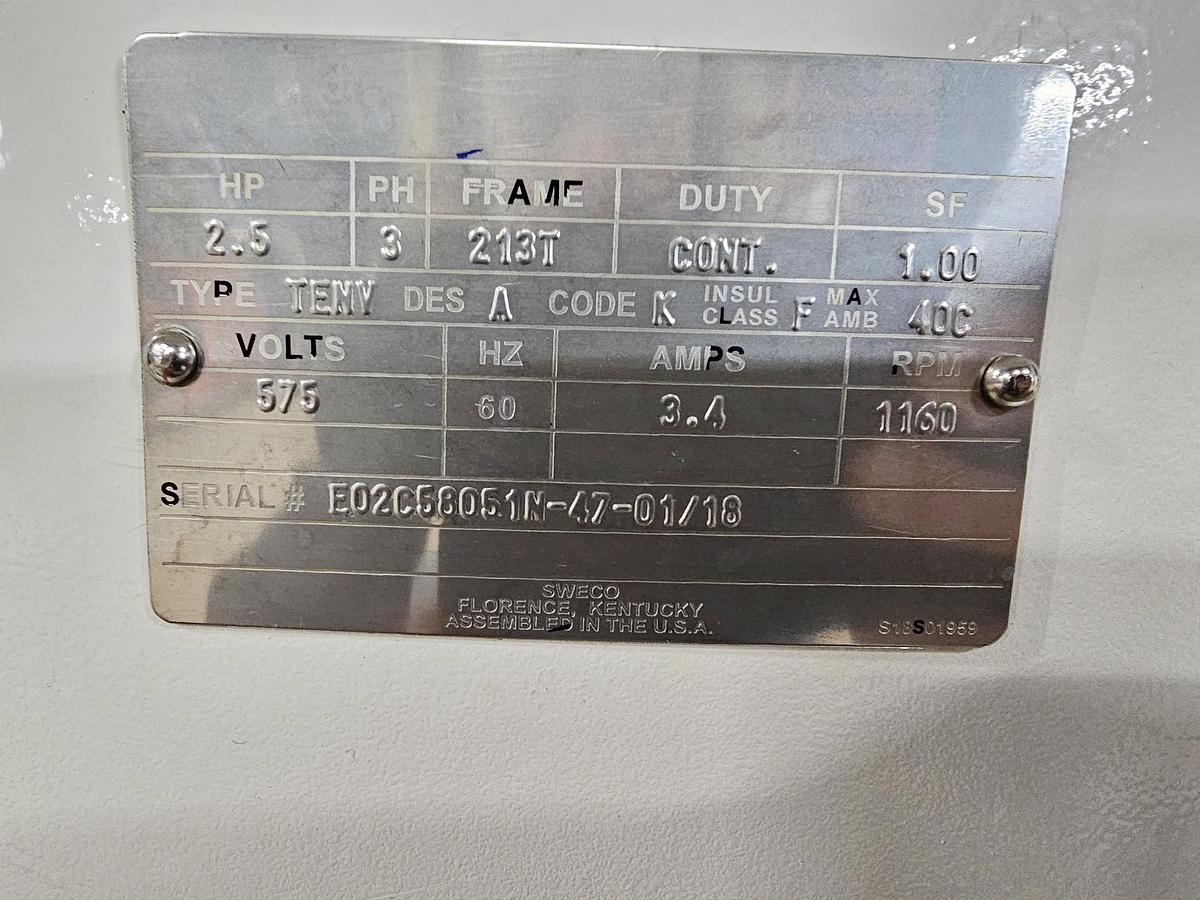 HP PH FRAME DUTY SF
2.5 3 213T CONT. 1.00
TYPE TENV DES A CODE K INSUL CLASS F MAX AMB 40C
VOLTS HZ AMPS RPM
575 60 3.4 1160
SERIAL # E02C58051N-47-01/18
SWECO
FLORENCE, KENTUCKY
ASSEMBLED IN THE U.S.A.
S18S01959